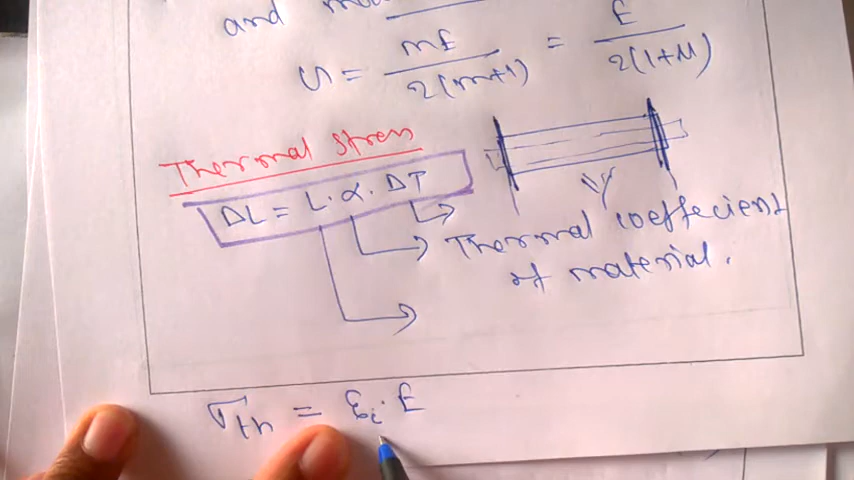 and
U = mE / 2(m+1) = E / 2(1+M)
Thermal Stress
ΔL = L · α · ΔT
Thermal coeffecient
of material.
σth = εi · E